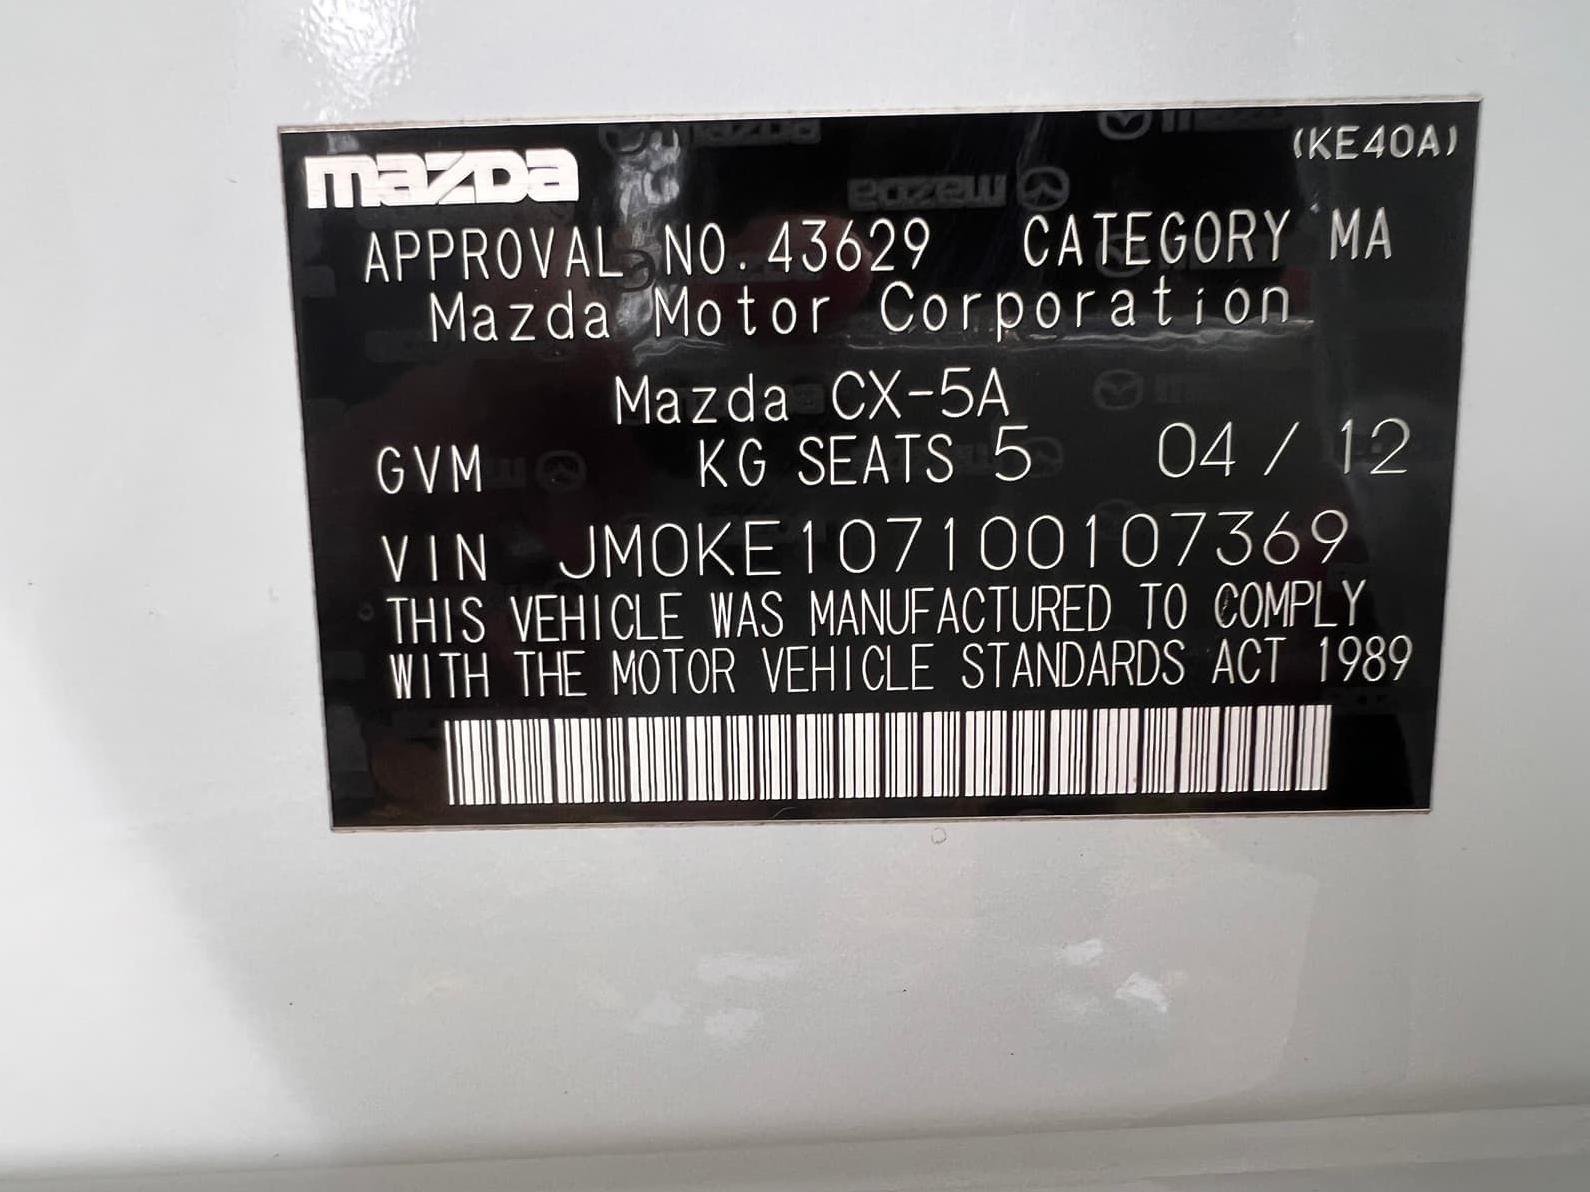 mazda
(KE40A)
APPROVAL NO. 43629 CATEGORY MA
Mazda Motor Corporation
Mazda CX-5A
GVM KG SEATS 5 04/12
VIN JM0KE107100107369
THIS VEHICLE WAS MANUFACTURED TO COMPLY
WITH THE MOTOR VEHICLE STANDARDS ACT 1989